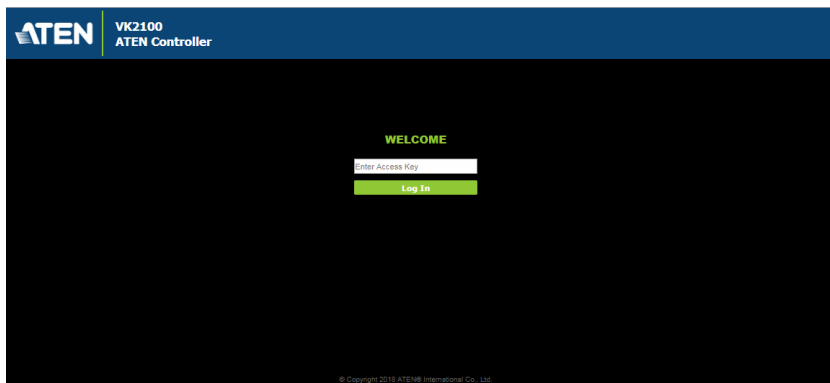 ATEN
VK2100
ATEN Controller
WELCOME
Enter Access Key
Log In
© Copyright 2018 ATEN® International Co., Ltd.